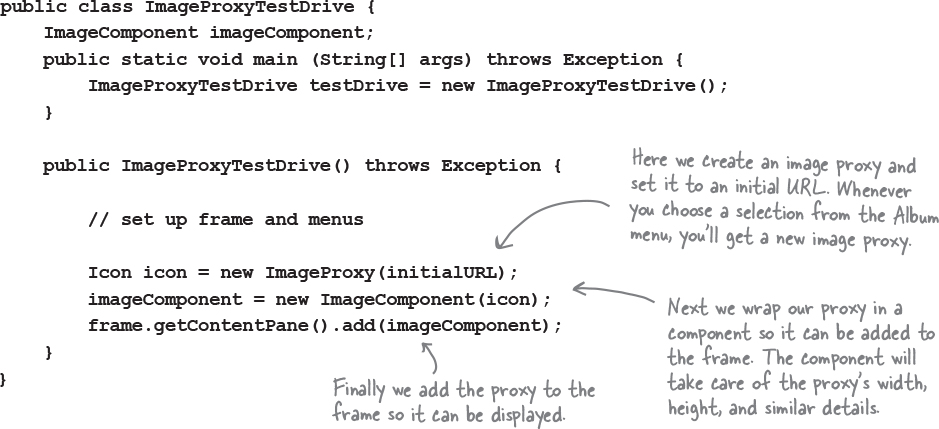 public class ImageProxyTestDrive {
ImageComponent imageComponent;
public static void main (String[] args) throws Exception {
ImageProxyTestDrive testDrive = new ImageProxyTestDrive();
}
public ImageProxyTestDrive() throws Exception {
// set up frame and menus
Icon icon = new ImageProxy(initialURL);
imageComponent = new ImageComponent(icon);
frame.getContentPane().add(imageComponent);
}
}
Here we create an image proxy and
set it to an initial URL. Whenever
you choose a selection from the Album
menu, you'll get a new image proxy.
Next we wrap our proxy in a
component so it can be added to
the frame. The component will
take care of the proxy's width,
height, and similar details.
Finally we add the proxy to the
frame so it can be displayed.